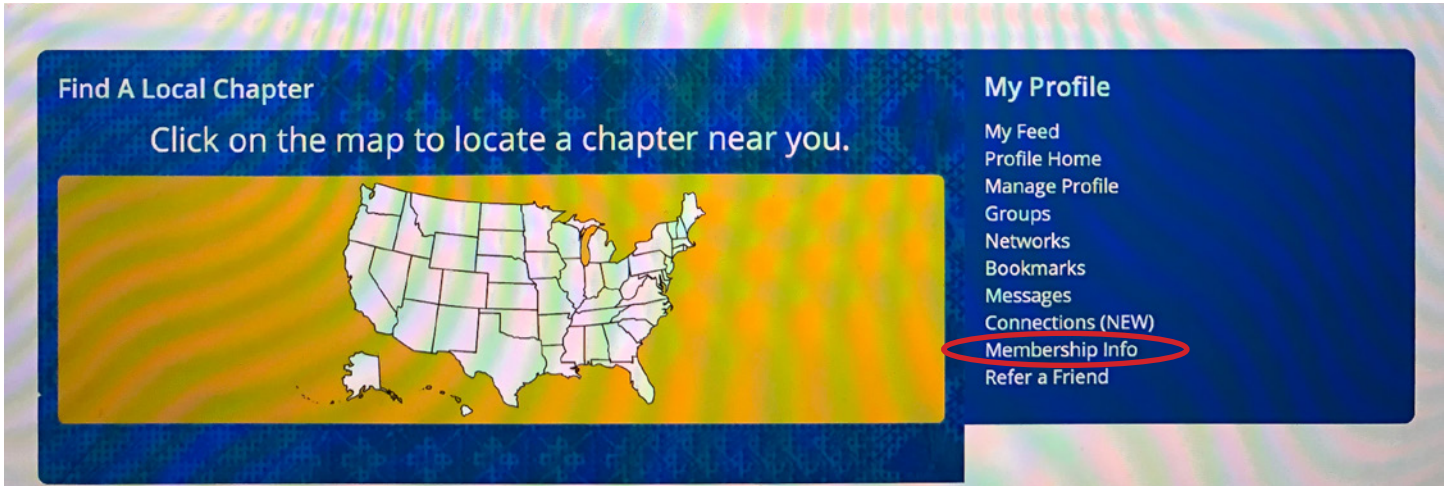 Find A Local Chapter
Click on the map to locate a chapter near you.
My Profile
My Feed
Profile Home
Manage Profile
Groups
Networks
Bookmarks
Messages
Connections (NEW)
Membership Info
Refer a Friend